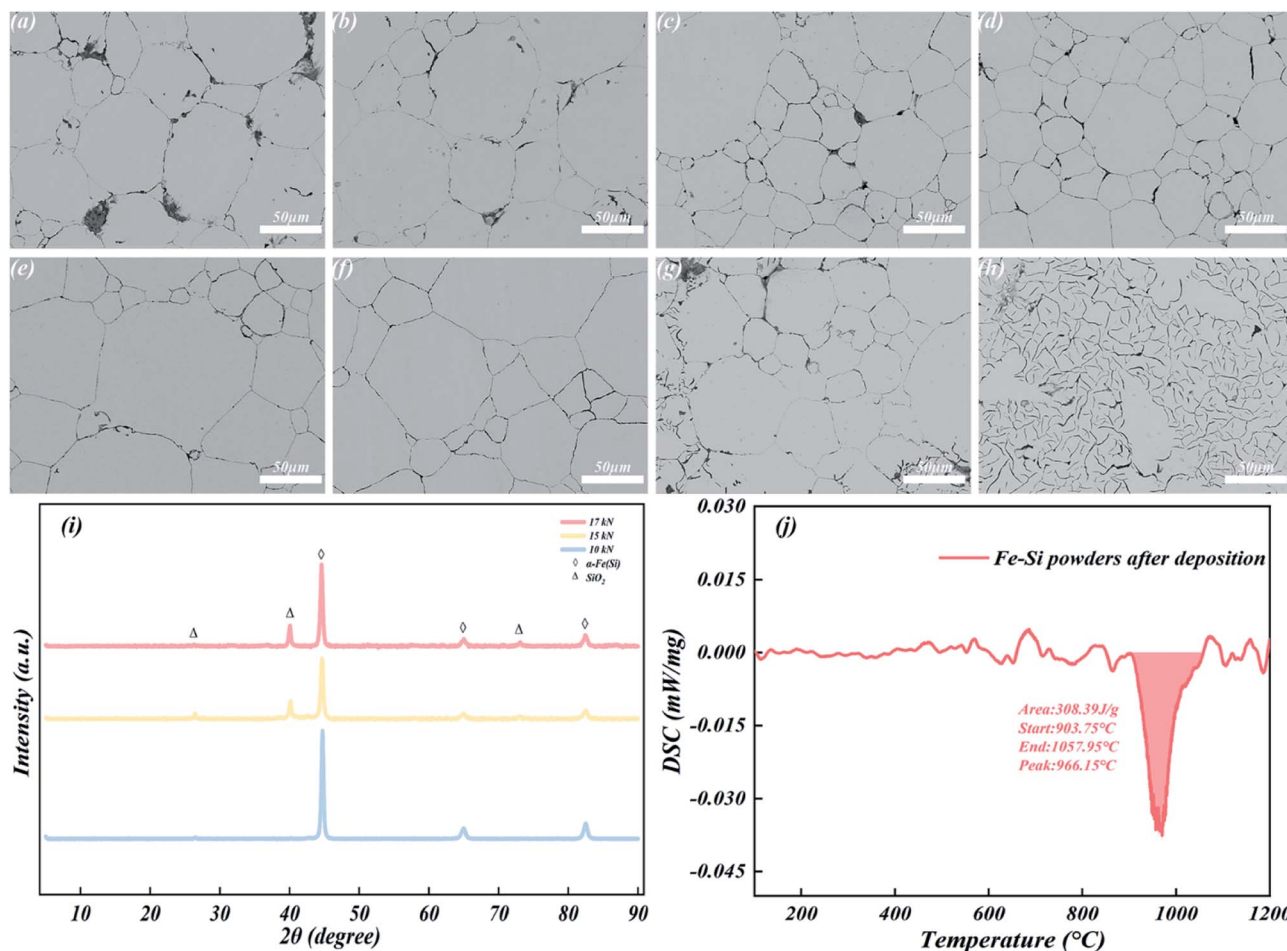 (a)
(b)
(c)
(d)
50μm
50μm
50μm
50μm
(e)
(f)
(g)
(h)
50μm
50μm
50μm
50μm
(i)
17 kN
15 kN
10 kN
◊ α-Fe(Si)
Δ SiO₂
Intensity (a.u.)
10 20 30 40 50 60 70 80 90
2θ (degree)
(j)
Fe-Si powders after deposition
0.030
0.015
0.000
-0.015
-0.030
-0.045
DSC (mW/mg)
Area:308.39J/g
Start:903.75°C
End:1057.95°C
Peak:966.15°C
200 400 600 800 1000 1200
Temperature (°C)